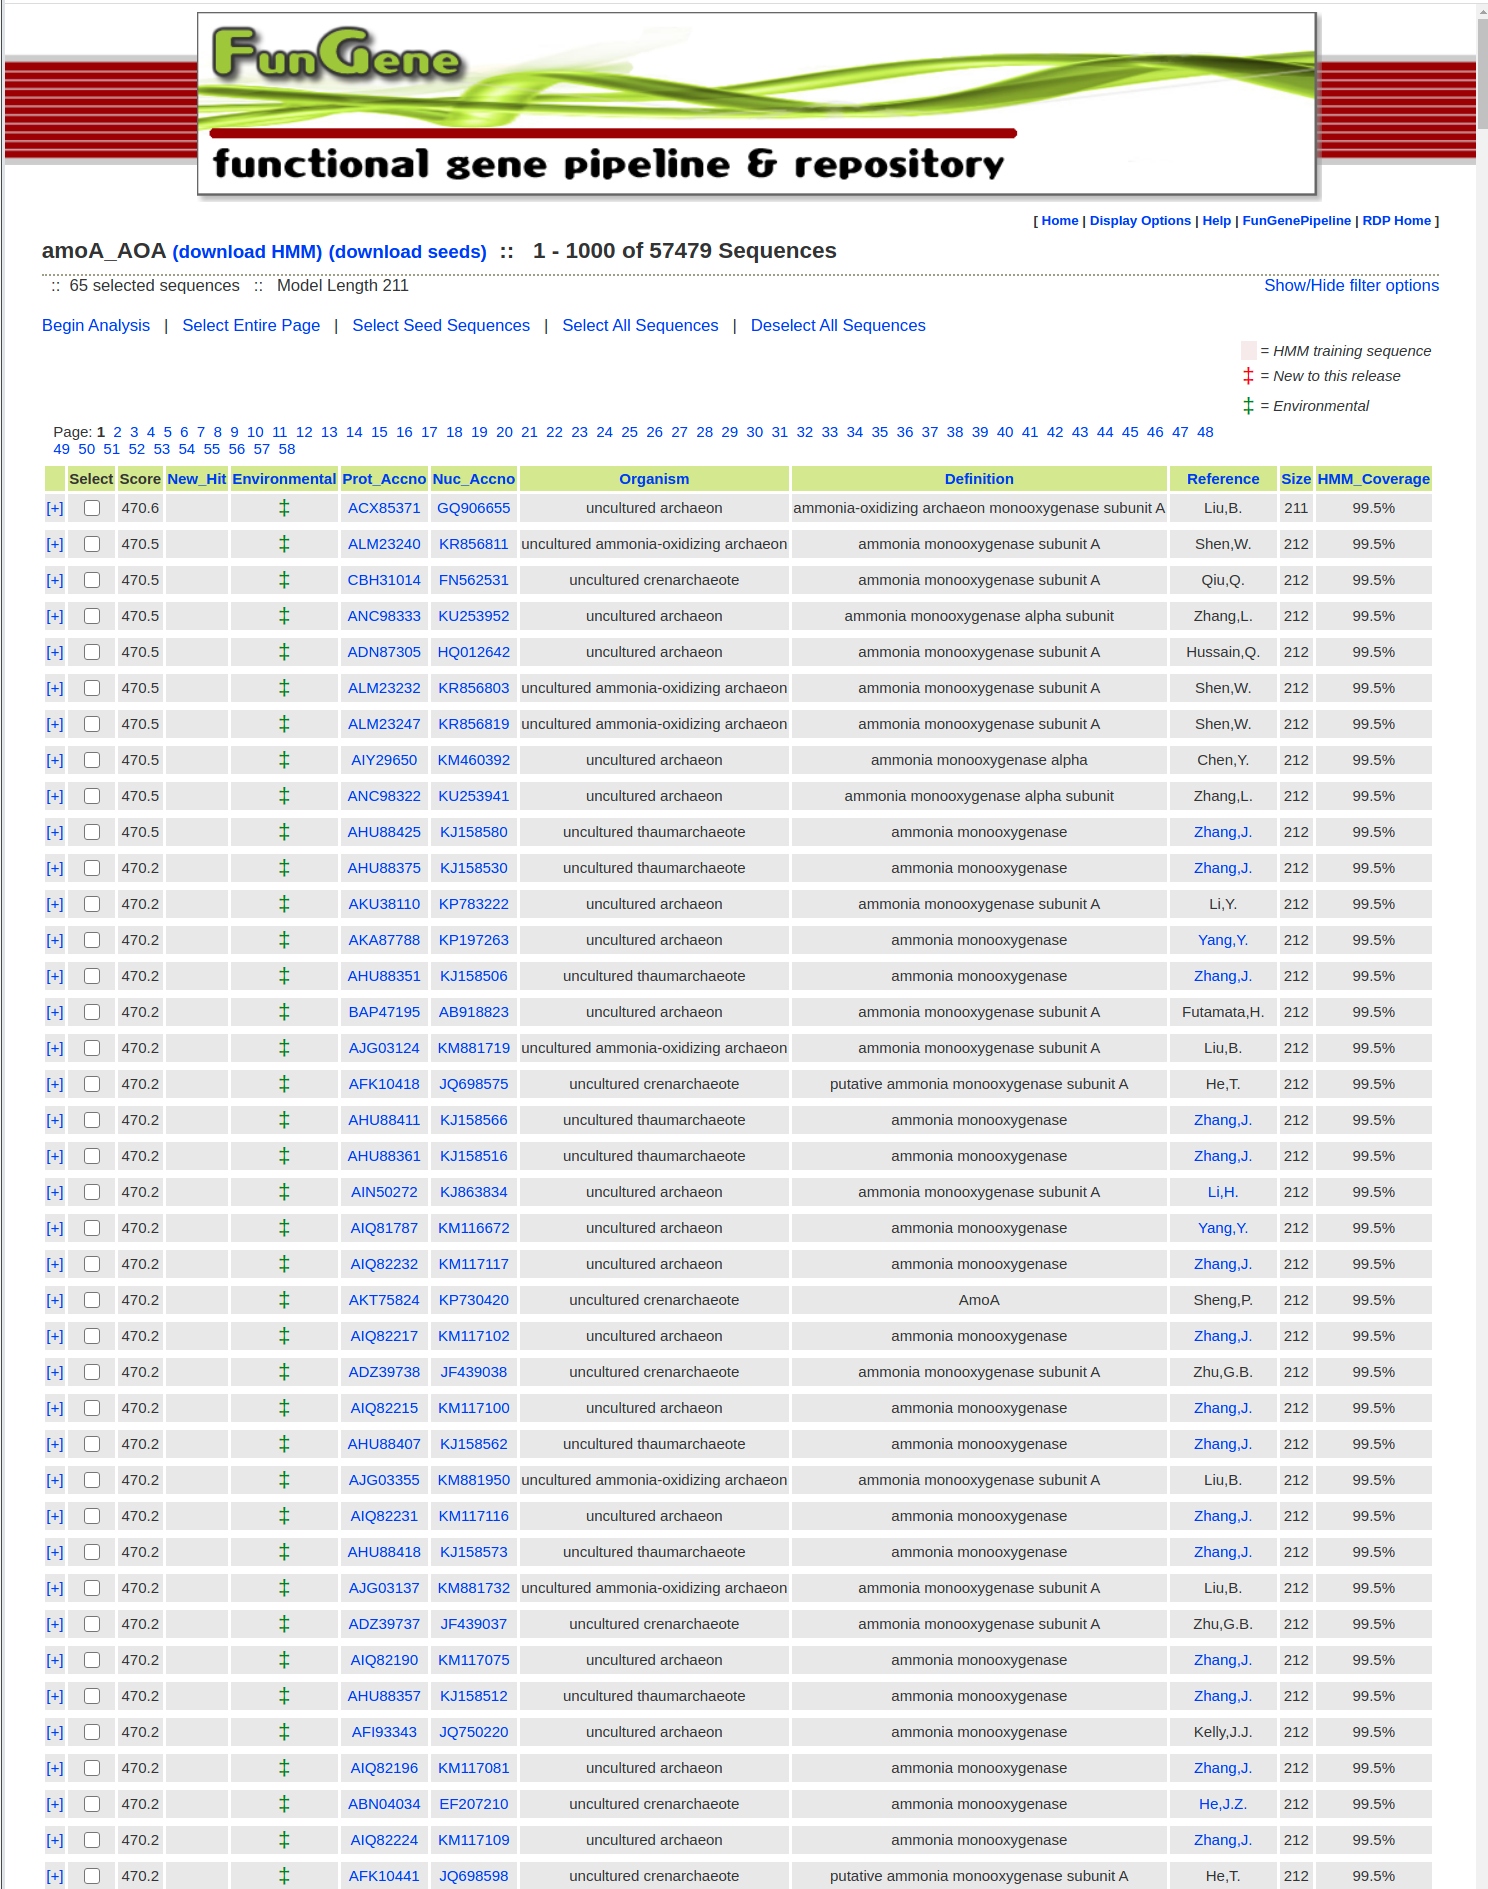 FunGene
functional gene pipeline & repository
[ Home | Display Options | Help | FunGenePipeline | RDP Home ]
amoA_AOA (download HMM) (download seeds) :: 1 - 1000 of 57479 Sequences
:: 65 selected sequences :: Model Length 211 Show/Hide filter options
Begin Analysis | Select Entire Page | Select Seed Sequences | Select All Sequences | Deselect All Sequences
= HMM training sequence
‡ = New to this release
‡ = Environmental
Page: 1 2 3 4 5 6 7 8 9 10 11 12 13 14 15 16 17 18 19 20 21 22 23 24 25 26 27 28 29 30 31 32 33 34 35 36 37 38 39 40 41 42 43 44 45 46 47 48
49 50 51 52 53 54 55 56 57 58
Select Score New_Hit Environmental Prot_Accno Nuc_Accno Organism Definition Reference Size HMM_Coverage
[+] 470.6 ‡ ACX85371 GQ906655 uncultured archaeon ammonia-oxidizing archaeon monooxygenase subunit A Liu,B. 211 99.5%
[+] 470.5 ‡ ALM23240 KR856811 uncultured ammonia-oxidizing archaeon ammonia monooxygenase subunit A Shen,W. 212 99.5%
[+] 470.5 ‡ CBH31014 FN562531 uncultured crenarchaeote ammonia monooxygenase subunit A Qiu,Q. 212 99.5%
[+] 470.5 ‡ ANC98333 KU253952 uncultured archaeon ammonia monooxygenase alpha subunit Zhang,L. 212 99.5%
[+] 470.5 ‡ ADN87305 HQ012642 uncultured archaeon ammonia monooxygenase subunit A Hussain,Q. 212 99.5%
[+] 470.5 ‡ ALM23232 KR856803 uncultured ammonia-oxidizing archaeon ammonia monooxygenase subunit A Shen,W. 212 99.5%
[+] 470.5 ‡ ALM23247 KR856819 uncultured ammonia-oxidizing archaeon ammonia monooxygenase subunit A Shen,W. 212 99.5%
[+] 470.5 ‡ AIY29650 KM460392 uncultured archaeon ammonia monooxygenase alpha Chen,Y. 212 99.5%
[+] 470.5 ‡ ANC98322 KU253941 uncultured archaeon ammonia monooxygenase alpha subunit Zhang,L. 212 99.5%
[+] 470.5 ‡ AHU88425 KJ158580 uncultured thaumarchaeote ammonia monooxygenase Zhang,J. 212 99.5%
[+] 470.2 ‡ AHU88375 KJ158530 uncultured thaumarchaeote ammonia monooxygenase Zhang,J. 212 99.5%
[+] 470.2 ‡ AKU38110 KP783222 uncultured archaeon ammonia monooxygenase subunit A Li,Y. 212 99.5%
[+] 470.2 ‡ AKA87788 KP197263 uncultured archaeon ammonia monooxygenase Yang,Y. 212 99.5%
[+] 470.2 ‡ AHU88351 KJ158506 uncultured thaumarchaeote ammonia monooxygenase Zhang,J. 212 99.5%
[+] 470.2 ‡ BAP47195 AB918823 uncultured archaeon ammonia monooxygenase subunit A Futamata,H. 212 99.5%
[+] 470.2 ‡ AJG03124 KM881719 uncultured ammonia-oxidizing archaeon ammonia monooxygenase subunit A Liu,B. 212 99.5%
[+] 470.2 ‡ AFK10418 JQ698575 uncultured crenarchaeote putative ammonia monooxygenase subunit A He,T. 212 99.5%
[+] 470.2 ‡ AHU88411 KJ158566 uncultured thaumarchaeote ammonia monooxygenase Zhang,J. 212 99.5%
[+] 470.2 ‡ AHU88361 KJ158516 uncultured thaumarchaeote ammonia monooxygenase Zhang,J. 212 99.5%
[+] 470.2 ‡ AIN50272 KJ863834 uncultured archaeon ammonia monooxygenase subunit A Li,H. 212 99.5%
[+] 470.2 ‡ AIQ81787 KM116672 uncultured archaeon ammonia monooxygenase Yang,Y. 212 99.5%
[+] 470.2 ‡ AIQ82232 KM117117 uncultured archaeon ammonia monooxygenase Zhang,J. 212 99.5%
[+] 470.2 ‡ AKT75824 KP730420 uncultured crenarchaeote AmoA Sheng,P. 212 99.5%
[+] 470.2 ‡ AIQ82217 KM117102 uncultured archaeon ammonia monooxygenase Zhang,J. 212 99.5%
[+] 470.2 ‡ ADZ39738 JF439038 uncultured crenarchaeote ammonia monooxygenase subunit A Zhu,G.B. 212 99.5%
[+] 470.2 ‡ AIQ82215 KM117100 uncultured archaeon ammonia monooxygenase Zhang,J. 212 99.5%
[+] 470.2 ‡ AHU88407 KJ158562 uncultured thaumarchaeote ammonia monooxygenase Zhang,J. 212 99.5%
[+] 470.2 ‡ AJG03355 KM881950 uncultured ammonia-oxidizing archaeon ammonia monooxygenase subunit A Liu,B. 212 99.5%
[+] 470.2 ‡ AIQ82231 KM117116 uncultured archaeon ammonia monooxygenase Zhang,J. 212 99.5%
[+] 470.2 ‡ AHU88418 KJ158573 uncultured thaumarchaeote ammonia monooxygenase Zhang,J. 212 99.5%
[+] 470.2 ‡ AJG03137 KM881732 uncultured ammonia-oxidizing archaeon ammonia monooxygenase subunit A Liu,B. 212 99.5%
[+] 470.2 ‡ ADZ39737 JF439037 uncultured crenarchaeote ammonia monooxygenase subunit A Zhu,G.B. 212 99.5%
[+] 470.2 ‡ AIQ82190 KM117075 uncultured archaeon ammonia monooxygenase Zhang,J. 212 99.5%
[+] 470.2 ‡ AHU88357 KJ158512 uncultured thaumarchaeote ammonia monooxygenase Zhang,J. 212 99.5%
[+] 470.2 ‡ AFI93343 JQ750220 uncultured archaeon ammonia monooxygenase Kelly,J.J. 212 99.5%
[+] 470.2 ‡ AIQ82196 KM117081 uncultured archaeon ammonia monooxygenase Zhang,J. 212 99.5%
[+] 470.2 ‡ ABN04034 EF207210 uncultured crenarchaeote ammonia monooxygenase He,J.Z. 212 99.5%
[+] 470.2 ‡ AIQ82224 KM117109 uncultured archaeon ammonia monooxygenase Zhang,J. 212 99.5%
[+] 470.2 ‡ AFK10441 JQ698598 uncultured crenarchaeote putative ammonia monooxygenase subunit A He,T. 212 99.5%